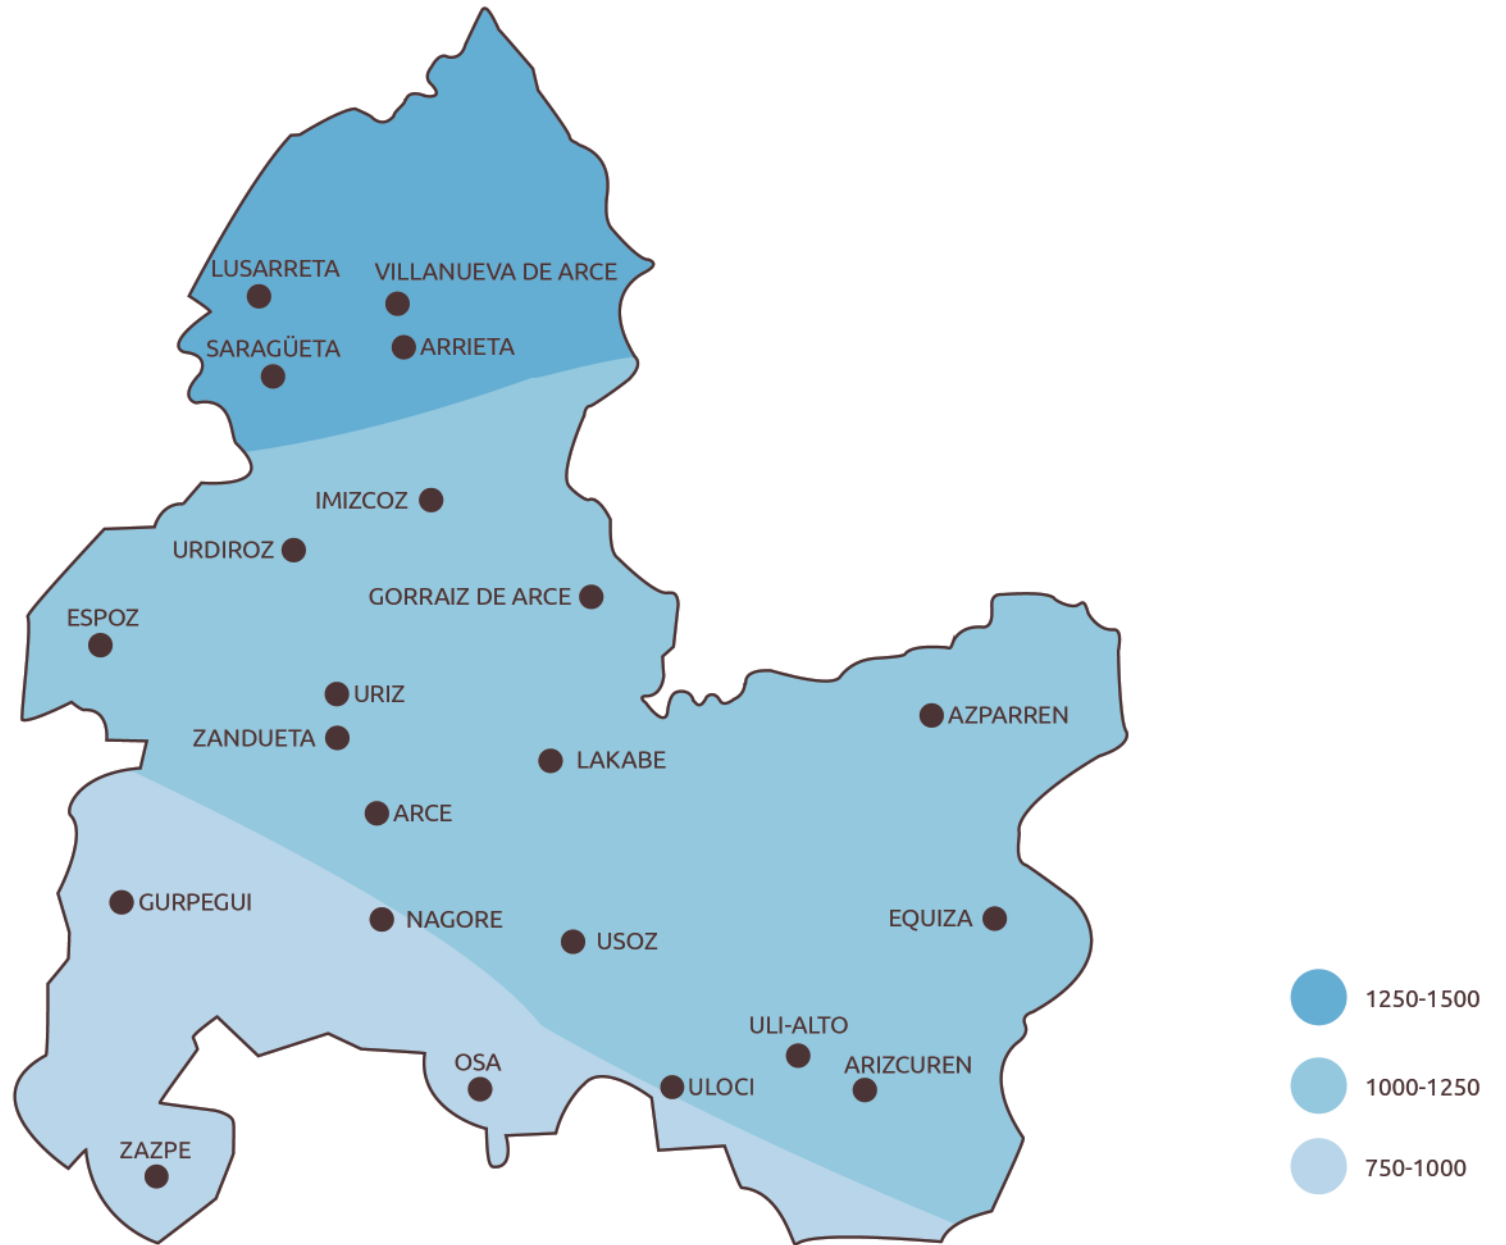 LUSARRETA
VILLANUEVA DE ARCE
SARAGÜETA
ARRIETA
IMIZCOZ
URDIROZ
GORRAIZ DE ARCE
ESPOZ
URIZ
AZPARREN
ZANDUETA
LAKABE
ARCE
GURPEGUI
NAGORE
EQUIZA
USOZ
1250-1500
ULI-ALTO
OSA
ARIZCUREN
ULOCI
1000-1250
ZAZPE
750-1000